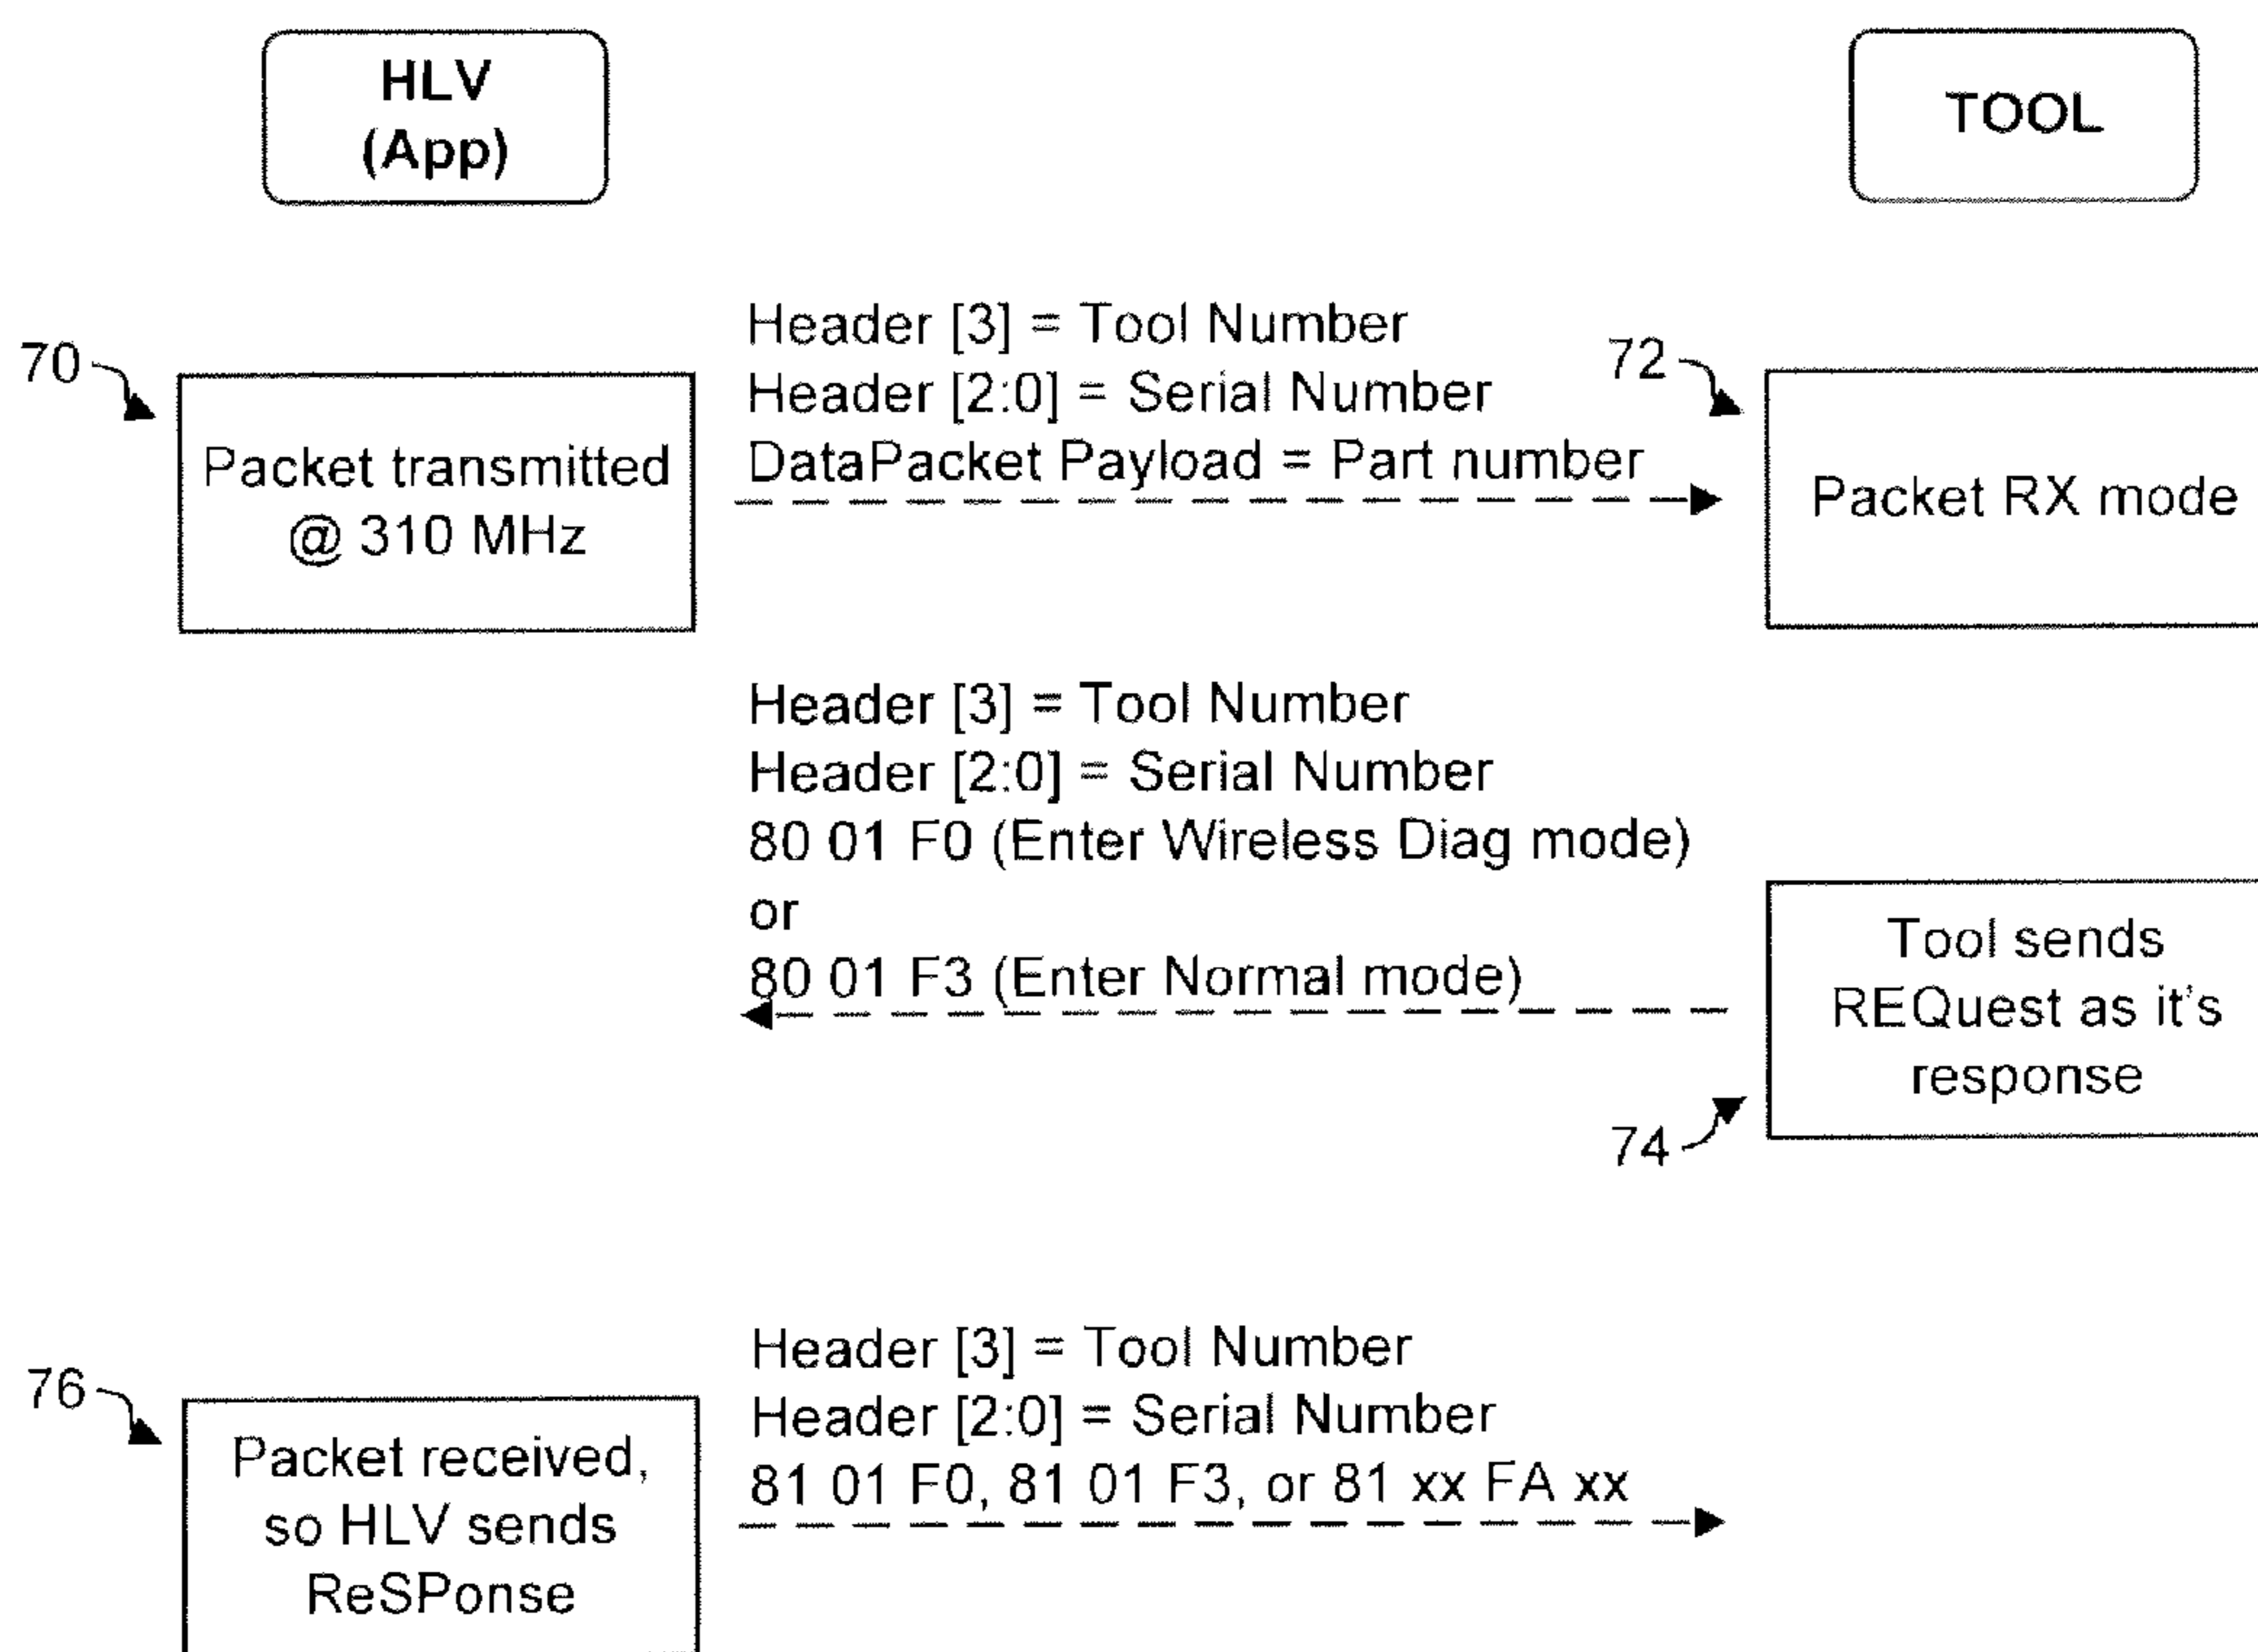 HLV
(App)
TOOL
Header [3] = Tool Number
Header [2:0] = Serial Number
DataPacket Payload = Part number
70
Packet transmitted
@ 310 MHz
72
Packet RX mode
Header [3] = Tool Number
Header [2:0] = Serial Number
80 01 F0 (Enter Wireless Diag mode)
or
80 01 F3 (Enter Normal mode)
Tool sends
REQuest as it's
response
74
76
Packet received,
so HLV sends
ReSPonse
Header [3] = Tool Number
Header [2:0] = Serial Number
81 01 F0, 81 01 F3, or 81 xx FA xx